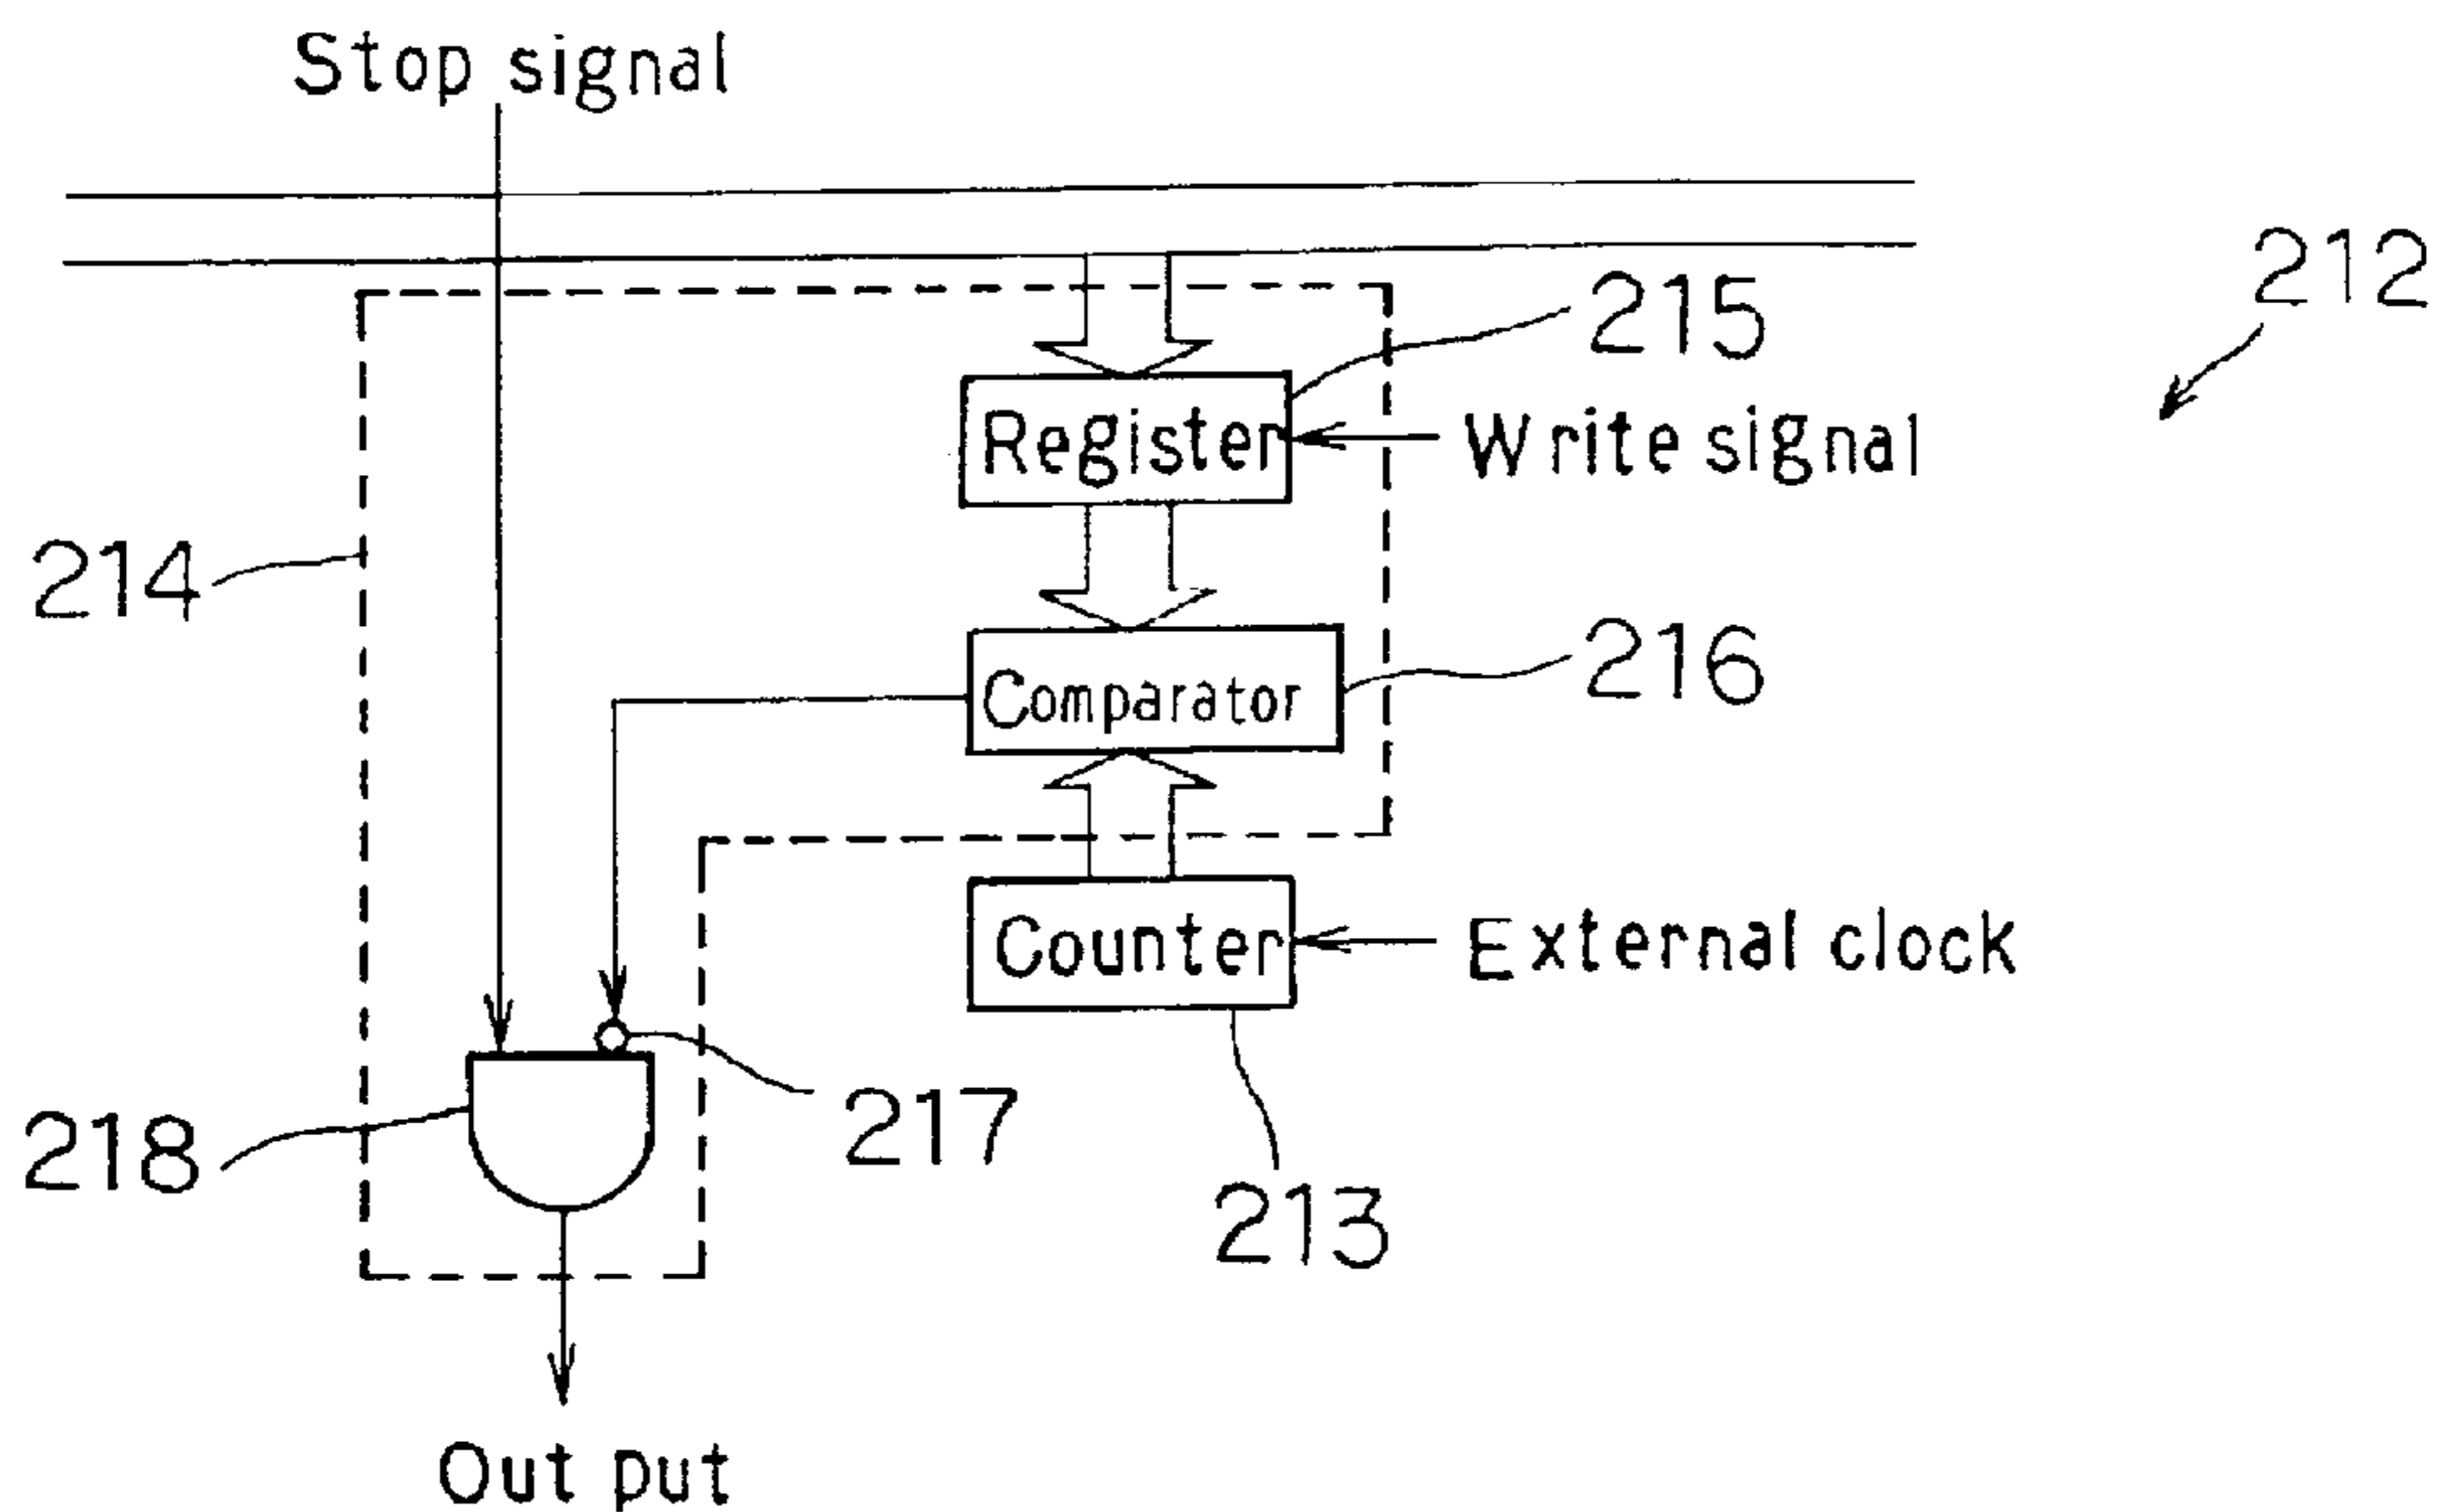 Stop signal
212
215
Register
Write signal
214
216
Comparator
Counter
External clock
217
218
213
Out put